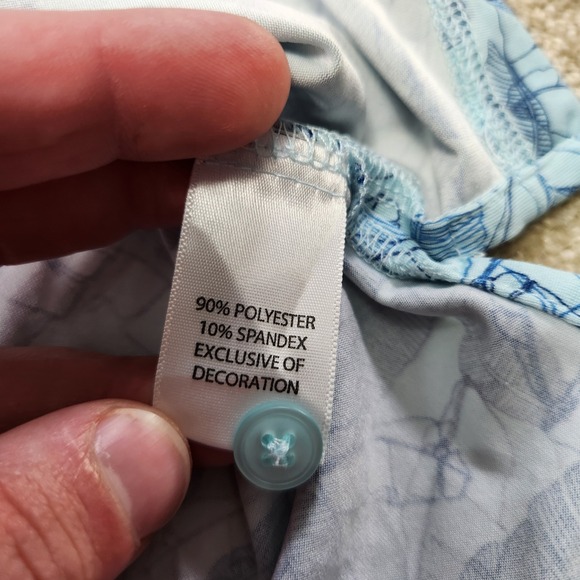 90% POLYESTER
10% SPANDEX
EXCLUSIVE OF
DECORATION